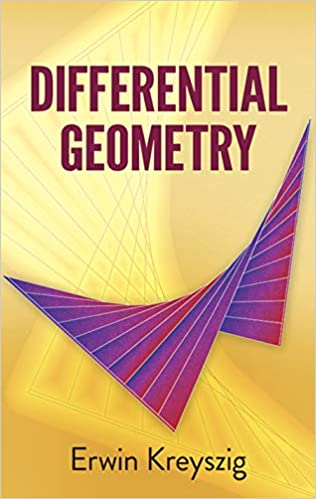 DIFFERENTIAL
GEOMETRY
Erwin Kreyszig